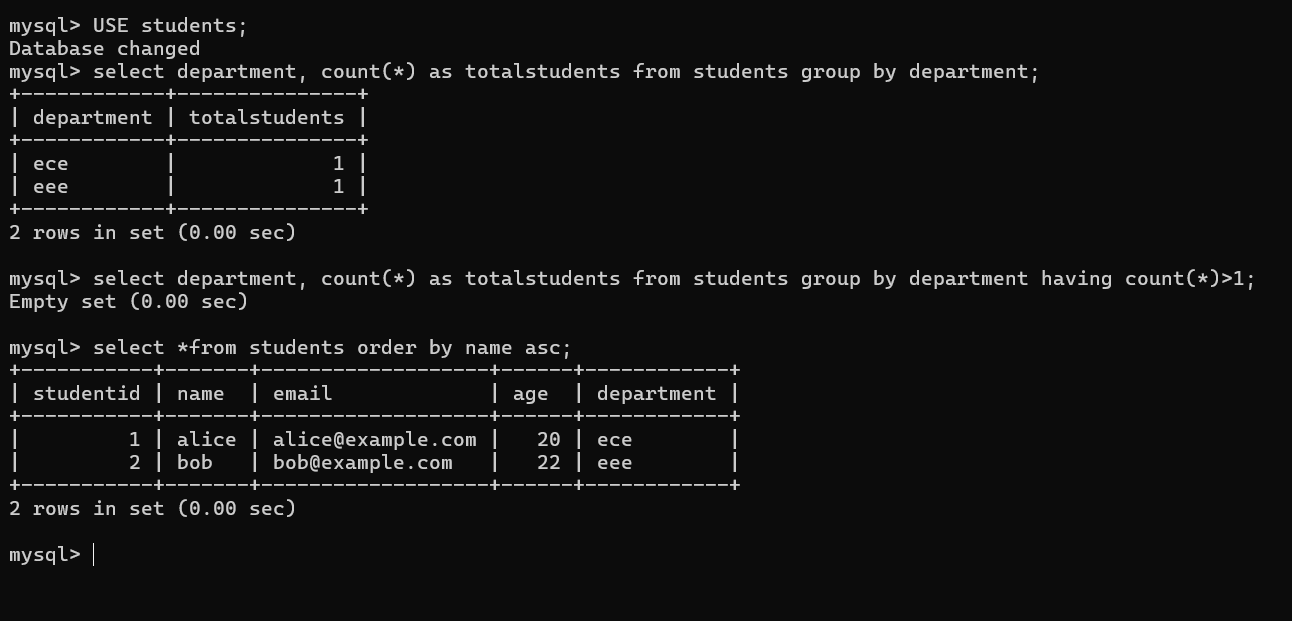 mysql> USE students;
Database changed
mysql> select department, count(*) as totalstudents from students group by department;
+------------+---------------+
| department | totalstudents |
+------------+---------------+
| ece        |             1 |
| eee        |             1 |
+------------+---------------+
2 rows in set (0.00 sec)

mysql> select department, count(*) as totalstudents from students group by department having count(*)>1;
Empty set (0.00 sec)

mysql> select *from students order by name asc;
+-----------+-------+-------------------+------+------------+
| studentid | name  | email             | age  | department |
+-----------+-------+-------------------+------+------------+
|         1 | alice | alice@example.com |   20 | ece        |
|         2 | bob   | bob@example.com   |   22 | eee        |
+-----------+-------+-------------------+------+------------+
2 rows in set (0.00 sec)

mysql>